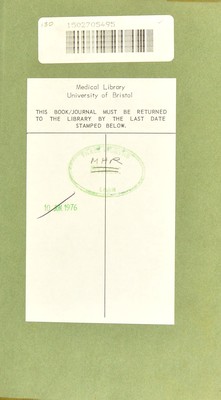 1502705495
Medical Library
University of Bristol
THIS BOOK/JOURNAL MUST BE RETURNED
TO THE LIBRARY BY THE LAST DATE
STAMPED BELOW.
MHR
1976